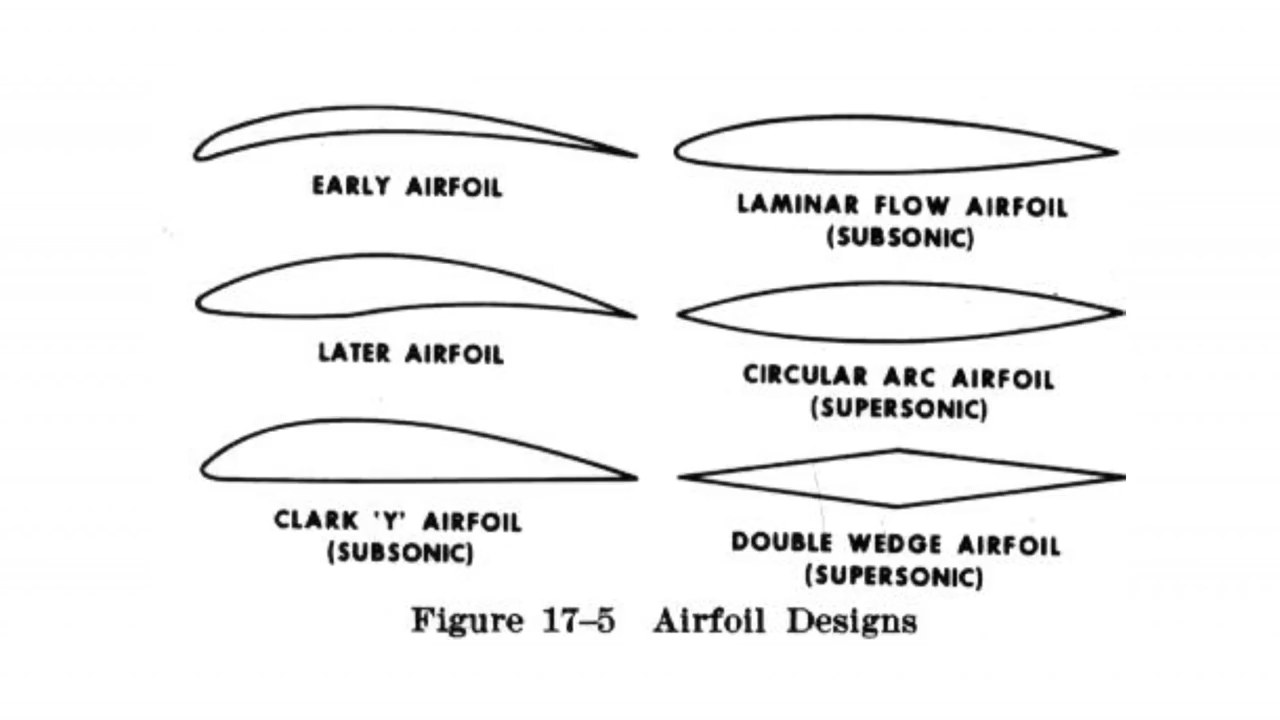 EARLY AIRFOIL
LATER AIRFOIL
CLARK 'Y' AIRFOIL
(SUBSONIC)
LAMINAR FLOW AIRFOIL
(SUBSONIC)
CIRCULAR ARC AIRFOIL
(SUPERSONIC)
DOUBLE WEDGE AIRFOIL
(SUPERSONIC)
Figure 17–5 Airfoil Designs